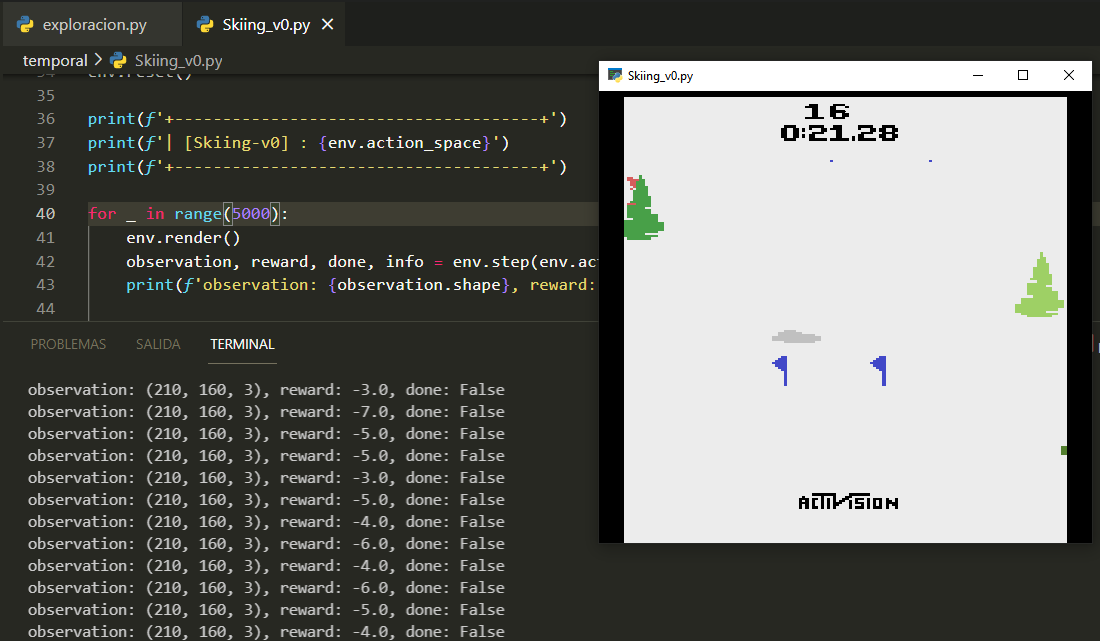 exploracion.py
Skiing_v0.py
temporal > Skiing_v0.py
34 env.reset()
35
36 print(f'+--------------------------------------+')
37 print(f'| [Skiing-v0] : {env.action_space}')
38 print(f'+--------------------------------------+')
39
40 for _ in range(5000):
41 env.render()
42 observation, reward, done, info = env.step(env.ac
43 print(f'observation: {observation.shape}, reward:
44
PROBLEMAS SALIDA TERMINAL
observation: (210, 160, 3), reward: -3.0, done: False
observation: (210, 160, 3), reward: -7.0, done: False
observation: (210, 160, 3), reward: -5.0, done: False
observation: (210, 160, 3), reward: -5.0, done: False
observation: (210, 160, 3), reward: -3.0, done: False
observation: (210, 160, 3), reward: -5.0, done: False
observation: (210, 160, 3), reward: -4.0, done: False
observation: (210, 160, 3), reward: -6.0, done: False
observation: (210, 160, 3), reward: -4.0, done: False
observation: (210, 160, 3), reward: -6.0, done: False
observation: (210, 160, 3), reward: -5.0, done: False
observation: (210, 160, 3), reward: -4.0, done: False
Skiing_v0.py
16
0:21.28
ACTIVISION